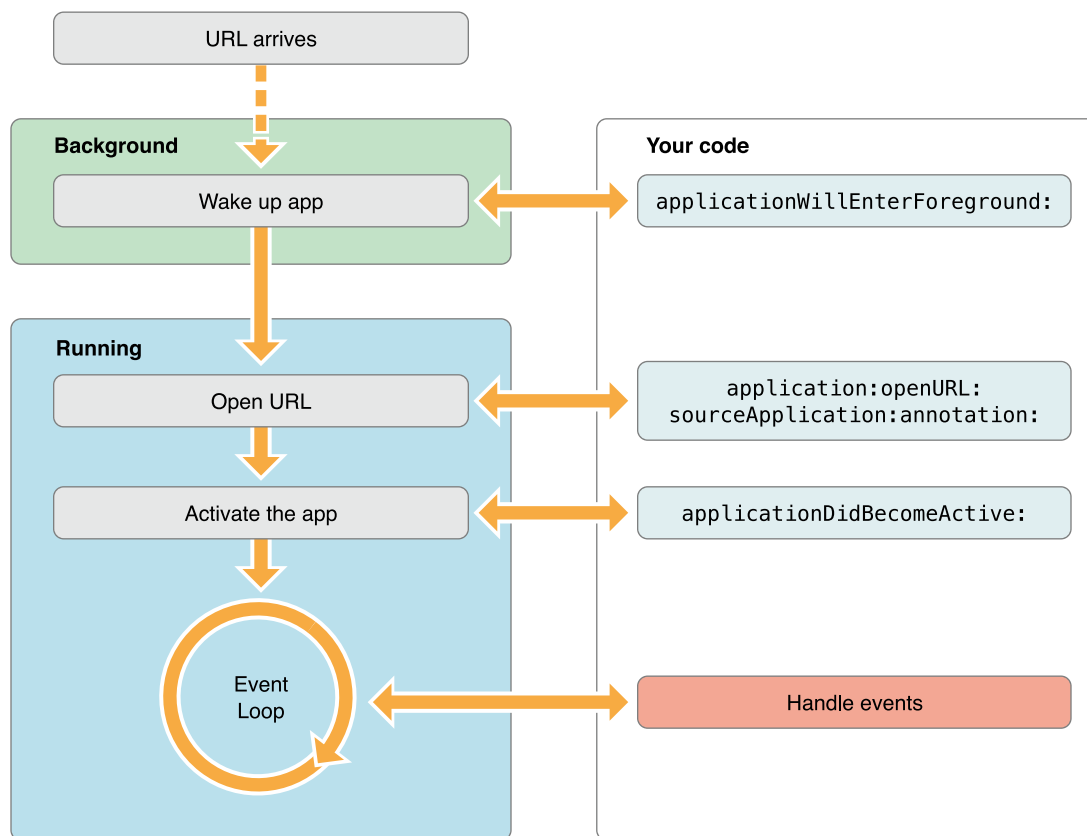 URL arrives
Background
Your code
Wake up app
applicationWillEnterForeground:
Running
Open URL
application:openURL:
sourceApplication:annotation:
Activate the app
applicationDidBecomeActive:
Event
Loop
Handle events